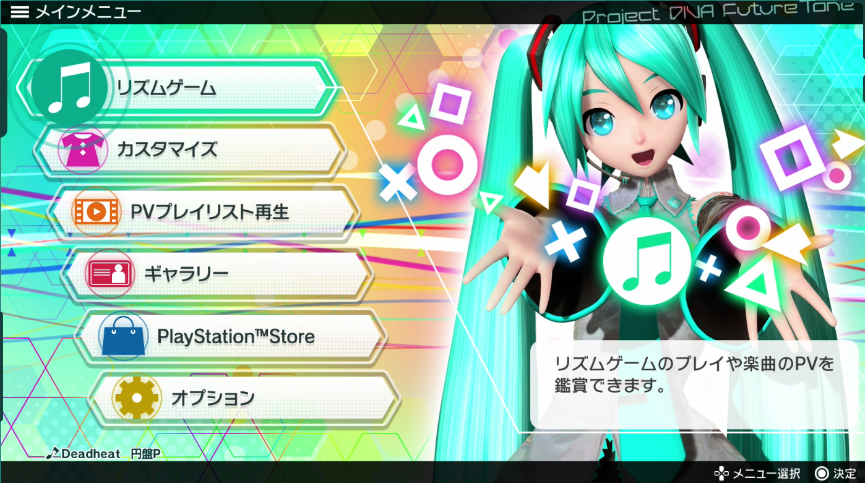 メインメニュー
Project DIVA Future Tone
リズムゲーム
カスタマイズ
PVプレイリスト再生
ギャラリー
PlayStation™Store
オプション
リズムゲームのプレイや楽曲のPVを
鑑賞できます。
Deadheat 円盤P
メニュー選択 決定